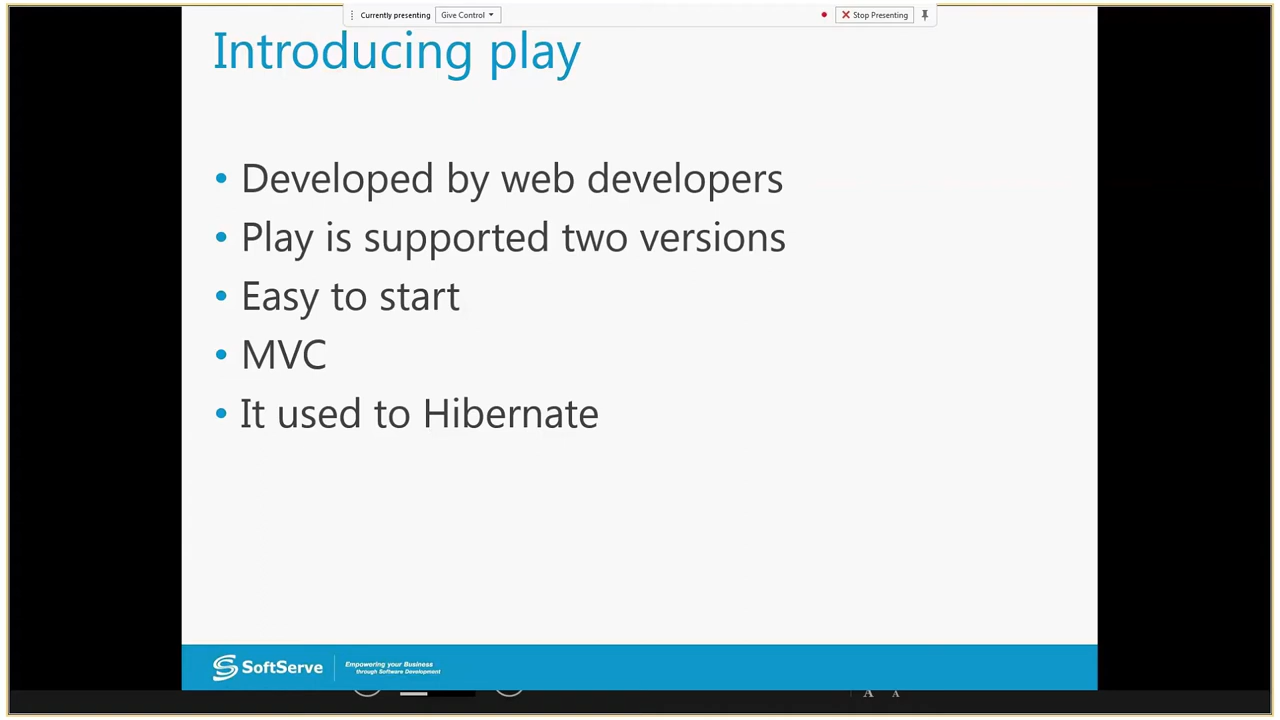 Currently presenting
Give Control
Stop Presenting
Introducing play
• Developed by web developers
• Play is supported two versions
• Easy to start
• MVC
• It used to Hibernate
SoftServe
Empowering your Business
through Software Development
A A